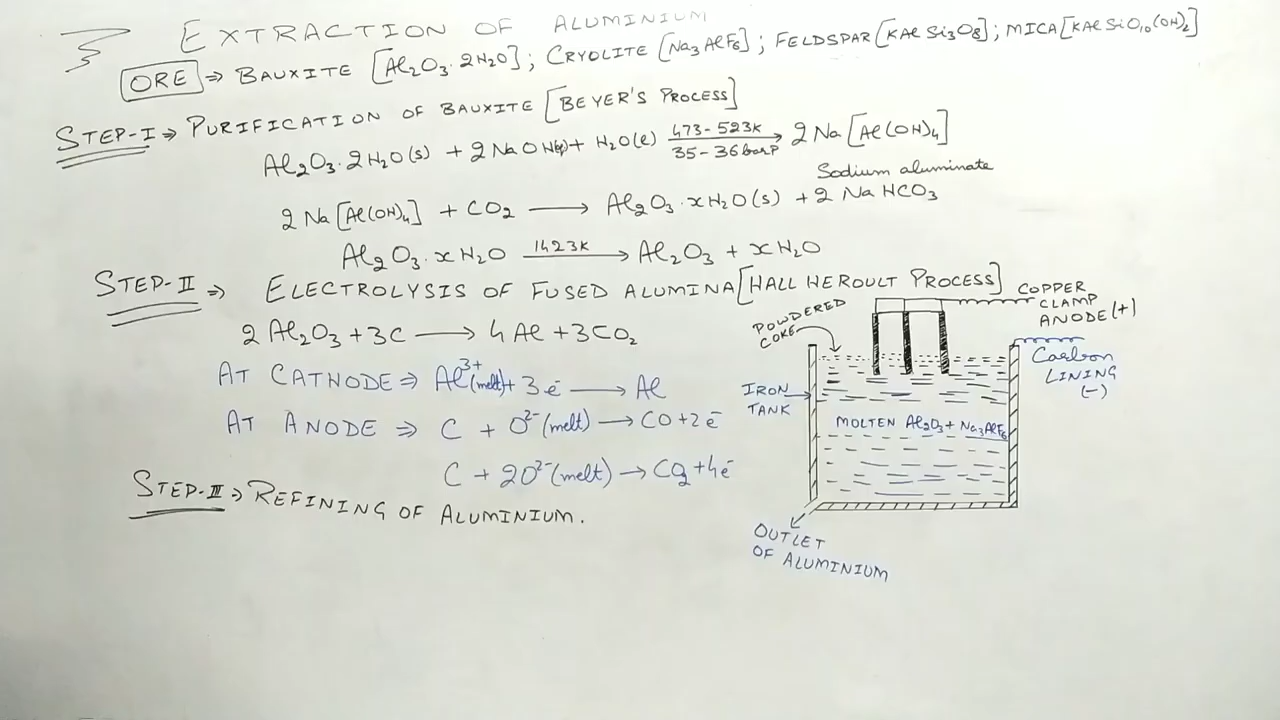 EXTRACTION OF ALUMINIUM
ORE ⇒ BAUXITE [Al₂O₃·2H₂O]; CRYOLITE [Na₃AlF₆]; FELDSPAR [KAlSi₃O₈]; MICA [KAlSiO₁₀(OH)₂]
STEP-I ⇒ PURIFICATION OF BAUXITE [BEYER'S PROCESS]
Al₂O₃·2H₂O(s) + 2NaOH + H₂O(l) 473-523K 35-36bar P → 2Na[Al(OH)₄]
Sodium aluminate
2Na[Al(OH)₄] + CO₂ → Al₂O₃·xH₂O(s) + 2NaHCO₃
Al₂O₃·xH₂O 1423K → Al₂O₃ + xH₂O
STEP-II ⇒ ELECTROLYSIS OF FUSED ALUMINA [HALL HEROULT PROCESS]
2Al₂O₃ + 3C → 4Al + 3CO₂
AT CATHODE ⇒ Al³⁺(melt) + 3e⁻ → Al
AT ANODE ⇒ C + O²⁻(melt) → CO + 2e⁻
C + 2O²⁻(melt) → CO₂ + 4e⁻
STEP-III ⇒ REFINING OF ALUMINIUM.
COPPER
CLAMP
ANODE(+)
POWDERED
COKE
Carbon
LINING
(-)
IRON
TANK
MOLTEN Al₂O₃ + Na₃AlF₆
OUTLET
OF ALUMINIUM